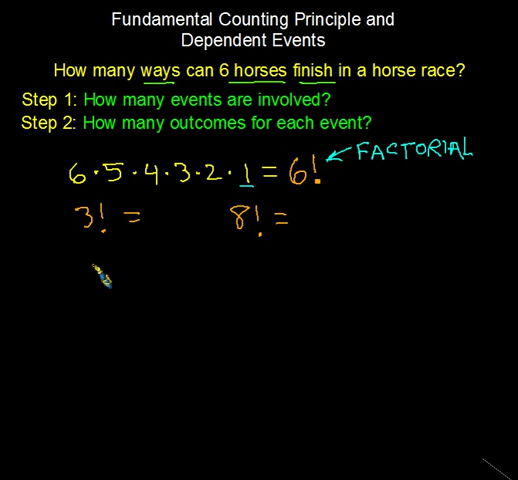 Fundamental Counting Principle and
Dependent Events
How many ways can 6 horses finish in a horse race?
Step 1: How many events are involved?
Step 2: How many outcomes for each event?
FACTORIAL
6 · 5 · 4 · 3 · 2 · 1 = 6!
3! = 8! =